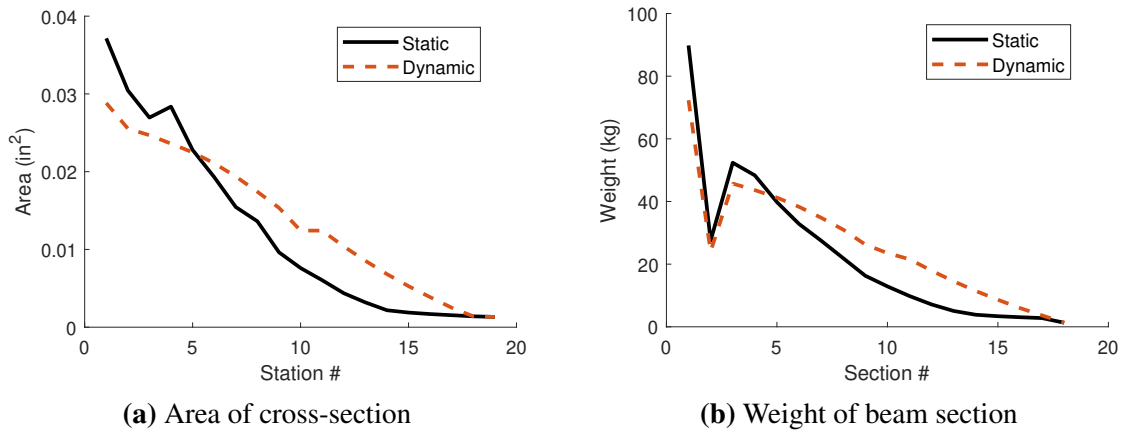 0.04
0.03
0.02
0.01
0
Area (in²)
0
5
10
15
20
Station #
Static
Dynamic
(a) Area of cross-section
100
80
60
40
20
0
Weight (kg)
0
5
10
15
20
Section #
Static
Dynamic
(b) Weight of beam section